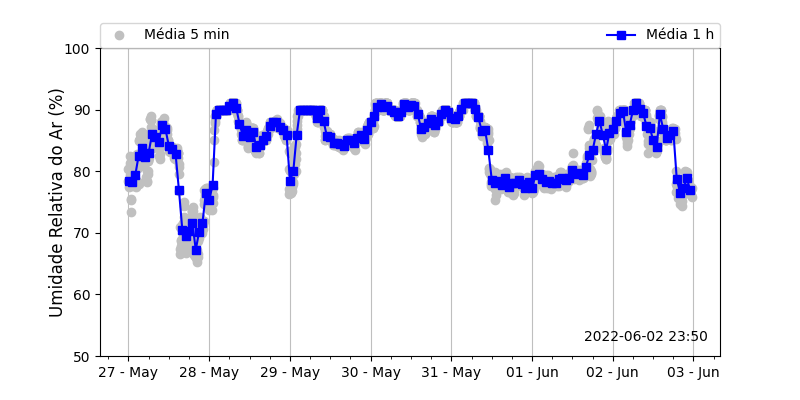 Média 5 min
Média 1 h
Umidade Relativa do Ar (%)
100
90
80
70
60
50
2022-06-02 23:50
27 - May
28 - May
29 - May
30 - May
31 - May
01 - Jun
02 - Jun
03 - Jun